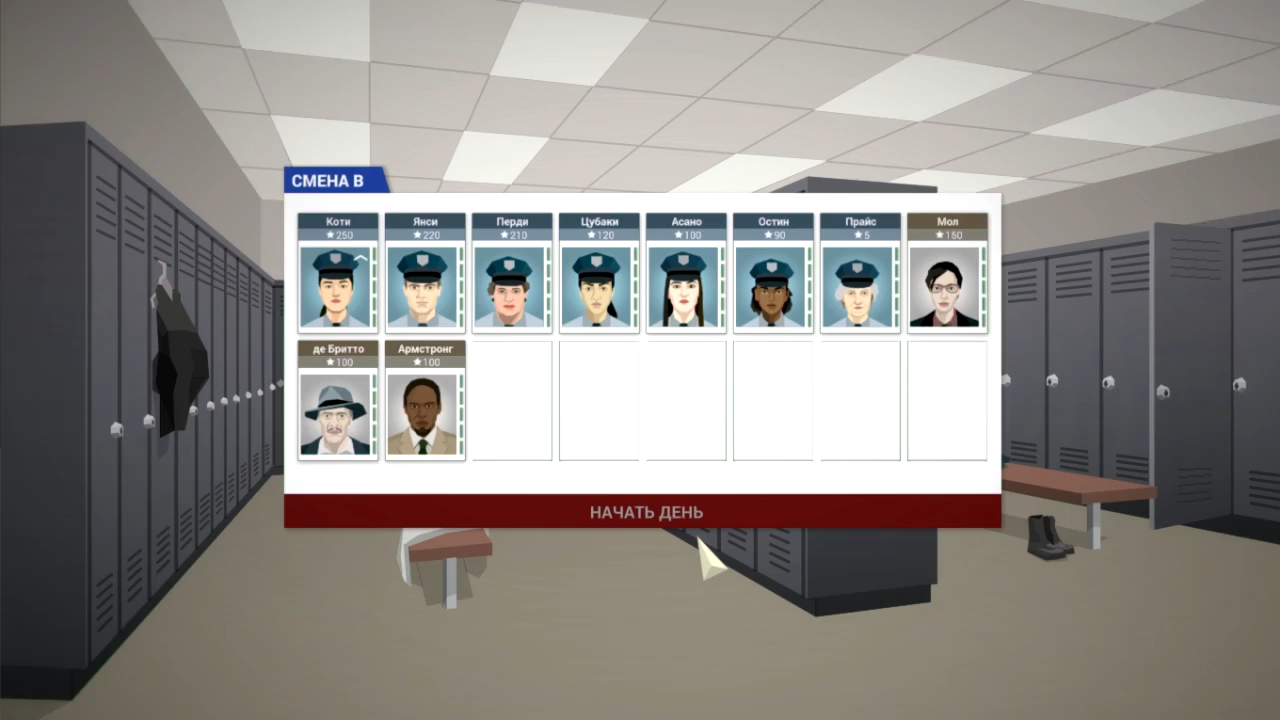 СМЕНА B
Коти Янси Перди Цубаки Асано Остин Прайс Мол
★250 ★220 ★210 ★120 ★100 ★90 ★5 ★150
де Бритто Армстронг
★100 ★100
НАЧАТЬ ДЕНЬ